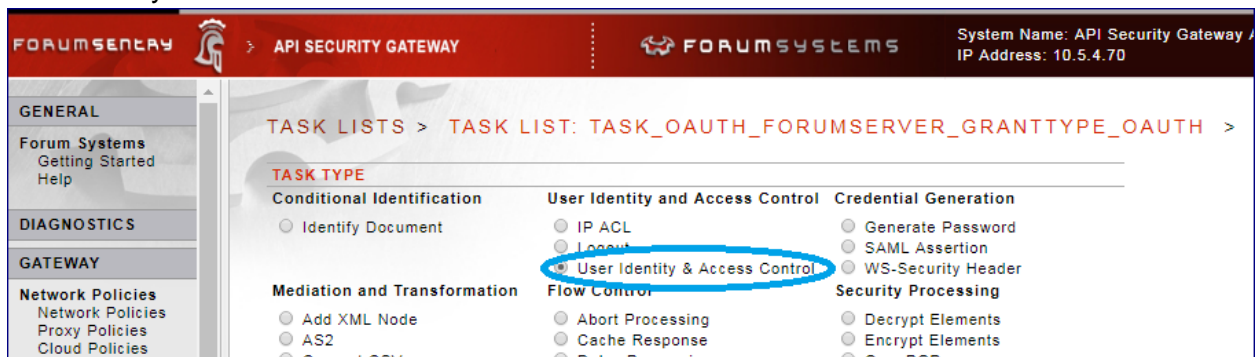 FORUMSENTRY > API SECURITY GATEWAY FORUMSYSTEMS System Name: API Security Gateway
IP Address: 10.5.4.70
GENERAL
Forum Systems
Getting Started
Help
DIAGNOSTICS
GATEWAY
Network Policies
Network Policies
Proxy Policies
Cloud Policies
TASK LISTS > TASK LIST: TASK_OAUTH_FORUMSERVER_GRANTTYPE_OAUTH >
TASK TYPE
Conditional Identification User Identity and Access Control Credential Generation
Identify Document IP ACL Generate Password
Logout SAML Assertion
User Identity & Access Control WS-Security Header
Mediation and Transformation Flow Control Security Processing
Add XML Node Abort Processing Decrypt Elements
AS2 Cache Response Encrypt Elements